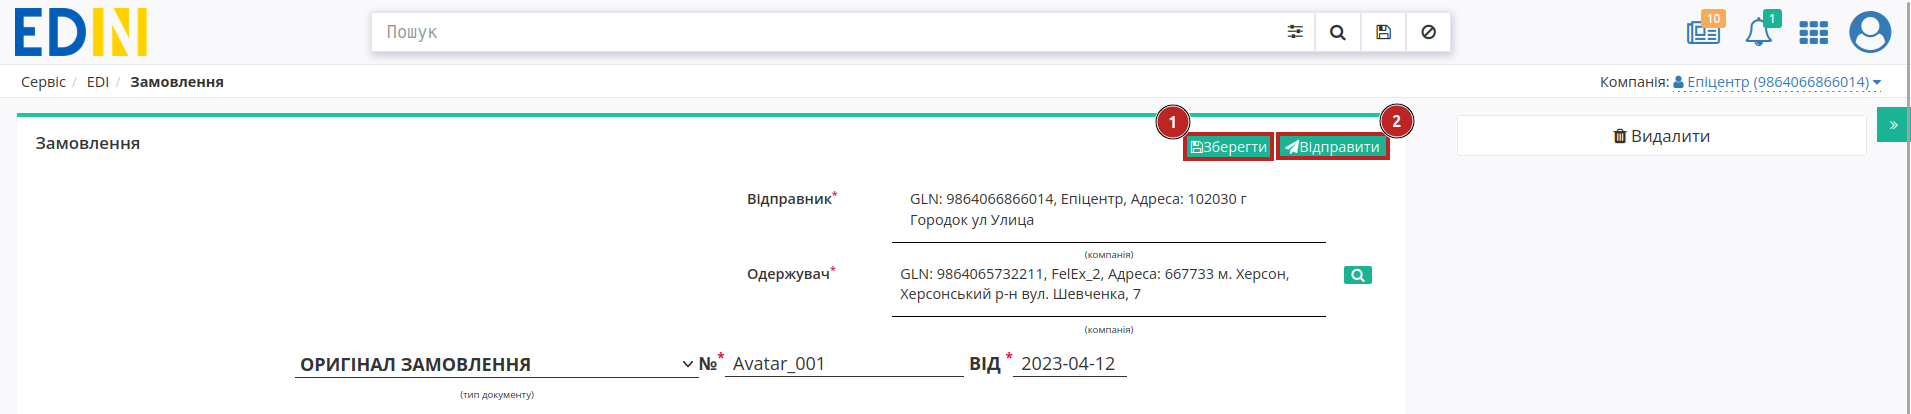 EDIN
Пошук
10
1
Сервіс / EDI / Замовлення
Компанія: Епіцентр (9864066866014)
1
2
Замовлення
Зберегти
Відправити
Видалити
Відправник*
GLN: 9864066866014, Епіцентр, Адреса: 102030 г
Городок ул Улица
(компанія)
Одержувач*
GLN: 9864065732211, FelEx_2, Адреса: 667733 м. Херсон,
Херсонський р-н вул. Шевченка, 7
(компанія)
ОРИГІНАЛ ЗАМОВЛЕННЯ №* Avatar_001 ВІД * 2023-04-12
(тип документу)